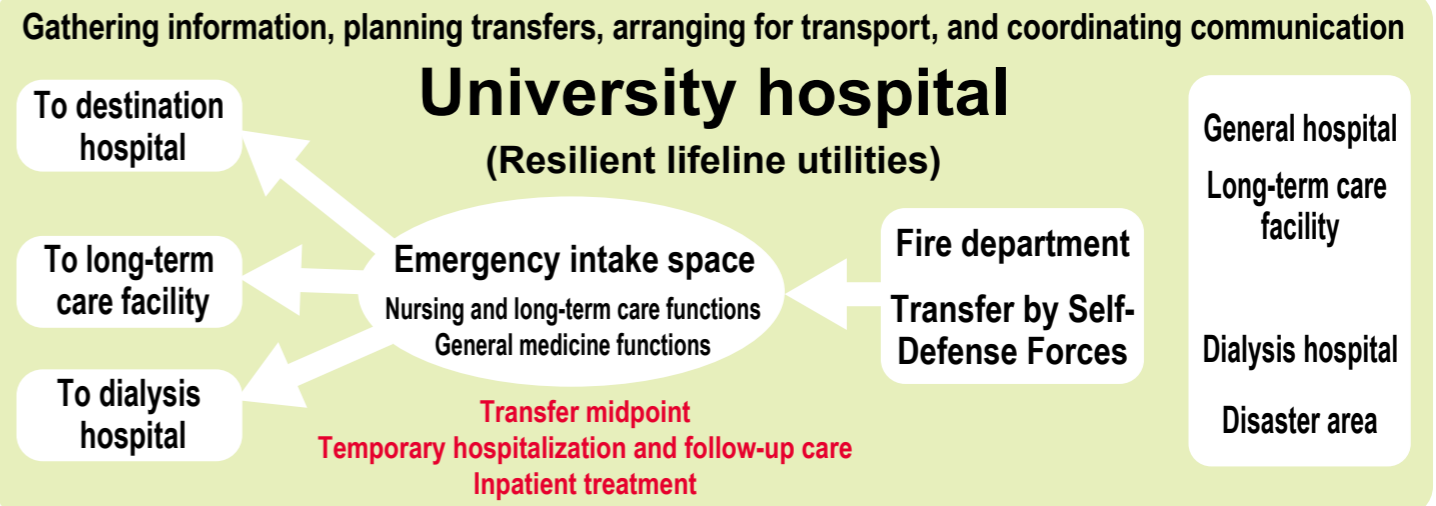 Gathering information, planning transfers, arranging for transport, and coordinating communication
University hospital
(Resilient lifeline utilities)
To destination
hospital
To long-term
care facility
To dialysis
hospital
Emergency intake space
Nursing and long-term care functions
General medicine functions
Transfer midpoint
Temporary hospitalization and follow-up care
Inpatient treatment
Fire department
Transfer by Self-
Defense Forces
General hospital
Long-term care
facility
Dialysis hospital
Disaster area